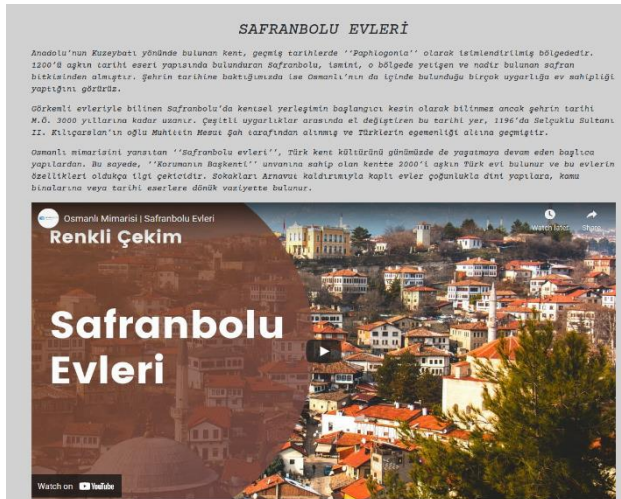 SAFRANBOLU EVLERİ
Anadolu'nun Kuzeybatı yönünde bulunan kent, geçmiş tarihlerde ''Paphlogonia'' olarak isimlendirilmiş bölgededir.
1200'ü aşkın tarihi eseri yapısında bulunduran Safranbolu, ismini, o bölgede yetişen ve nadir bulunan safran
bitkisinden almıştır. Şehrin tarihine baktığımızda ise Osmanlı'nın da içinde bulunduğu birçok uygarlığa ev sahipliği
yaptığını görürüz.
Görkemli evleriyle bilinen Safranbolu'da kentsel yerleşimin başlangıcı kesin olarak bilinmez ancak şehrin tarihi
M.Ö. 3000 yıllarına kadar uzanır. Çeşitli uygarlıklar arasında el değiştiren bu tarihi yer, 1196'da Selçuklu Sultanı
II. Kılıçarslan'ın oğlu Muhittin Mesut Şah tarafından alınmış ve Türklerin egemenliği altına geçmiştir.
Osmanlı mimarisini yansıtan ''Safranbolu evleri'', Türk kent kültürünü günümüzde de yaşatmaya devam eden başlıca
yapılardan. Bu sayede, ''Korumanın Başkenti'' unvanına sahip olan kentte 2000'i aşkın Türk evi bulunur ve bu evlerin
özellikleri oldukça ilgi çekicidir. Sokakları Arnavut kaldırımıyla kaplı evler çoğunlukla dini yapılara, kamu
binalarına veya tarihi eserlere dönük vaziyette bulunur.
Osmanlı Mimarisi | Safranbolu Evleri
Watch later
Share
Renkli Çekim
Safranbolu
Evleri
Watch on YouTube